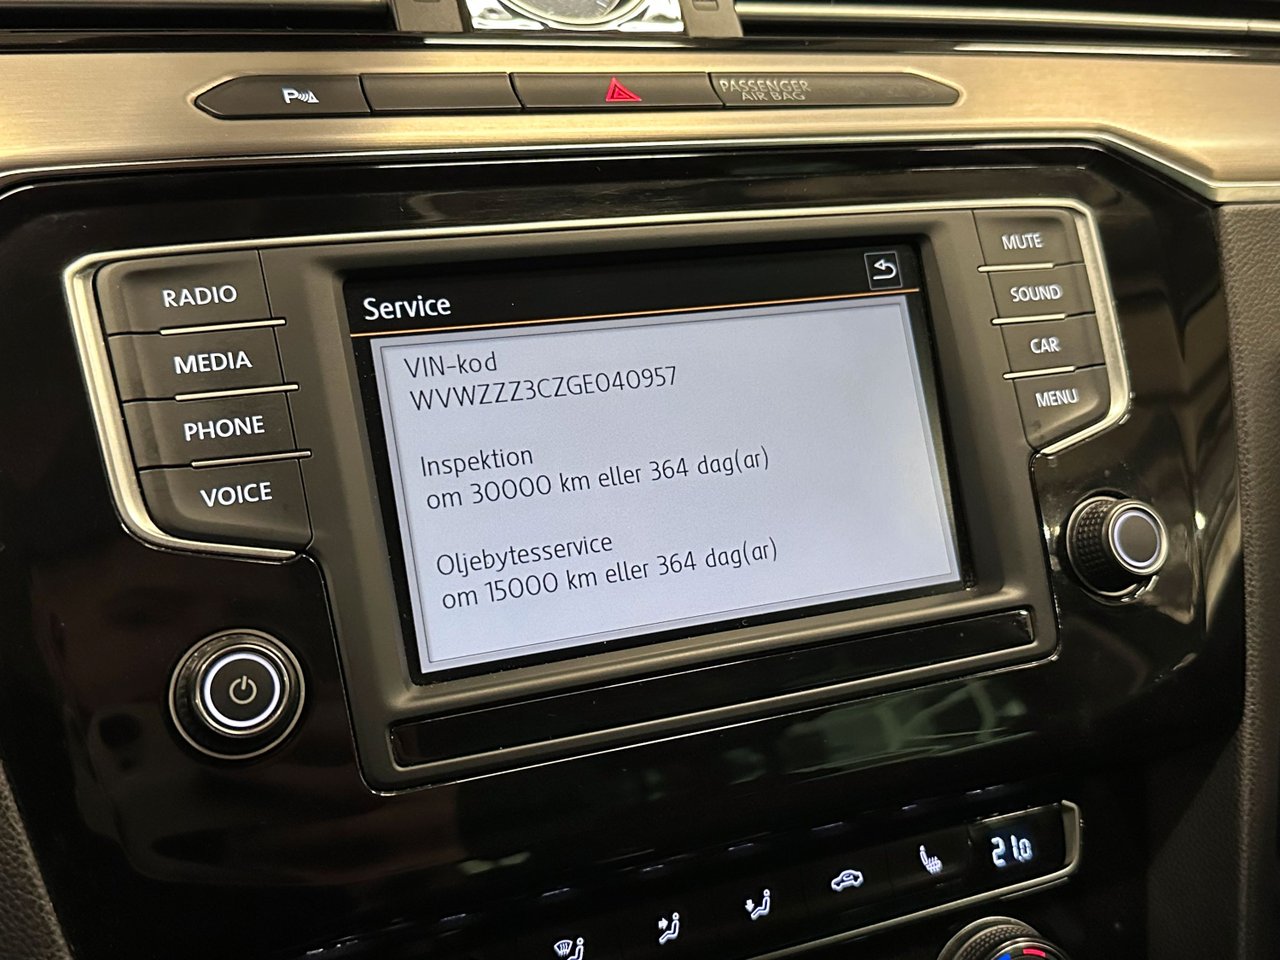 PASSENGER
AIR BAG
P
RADIO
MEDIA
PHONE
VOICE
Service
VIN-kod
WVWZZZ3CZGE040957
Inspektion
om 30000 km eller 364 dag(ar)
Oljebytesservice
om 15000 km eller 364 dag(ar)
MUTE
SOUND
CAR
MENU
21.0